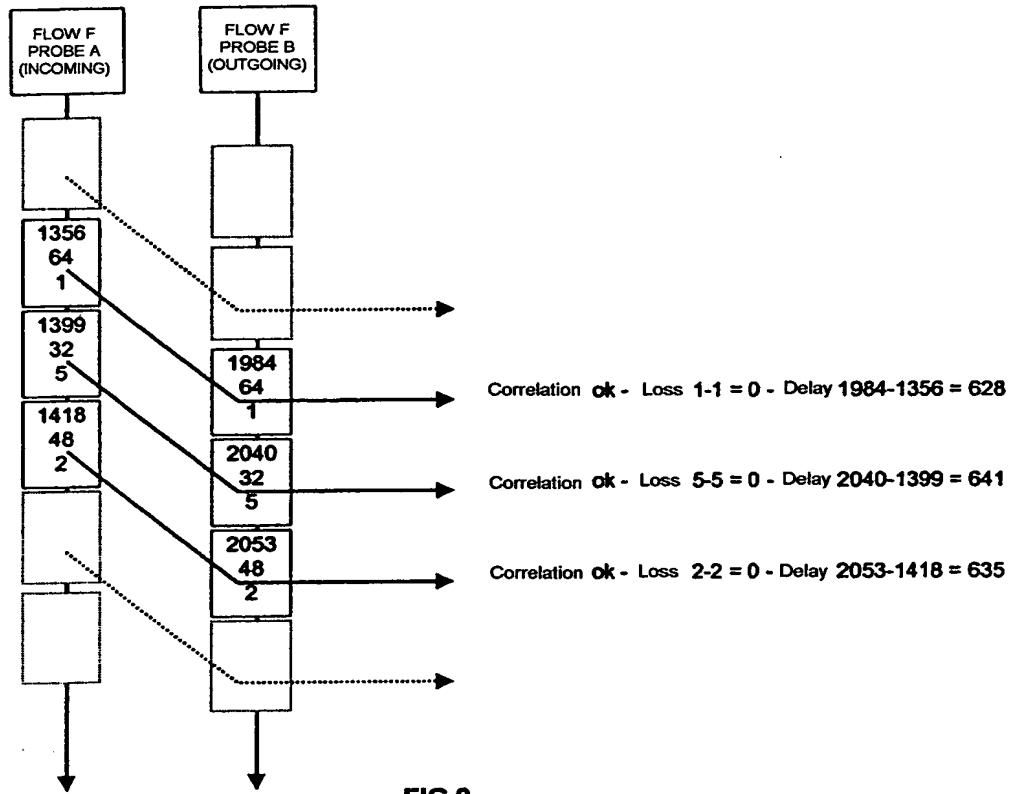 FLOW F
PROBE A
(INCOMING)
FLOW F
PROBE B
(OUTGOING)
1356
64
1
1399
32
5
1418
48
2
1984
64
1
2040
32
5
2053
48
2
Correlation ok - Loss 1-1 = 0 - Delay 1984-1356 = 628
Correlation ok - Loss 5-5 = 0 - Delay 2040-1399 = 641
Correlation ok - Loss 2-2 = 0 - Delay 2053-1418 = 635